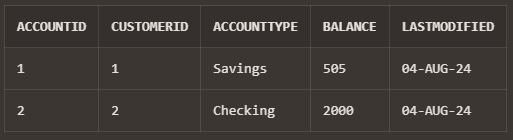 ACCOUNTID CUSTOMERID ACCOUNTTYPE BALANCE LASTMODIFIED
1 1 Savings 505 04-AUG-24
2 2 Checking 2000 04-AUG-24